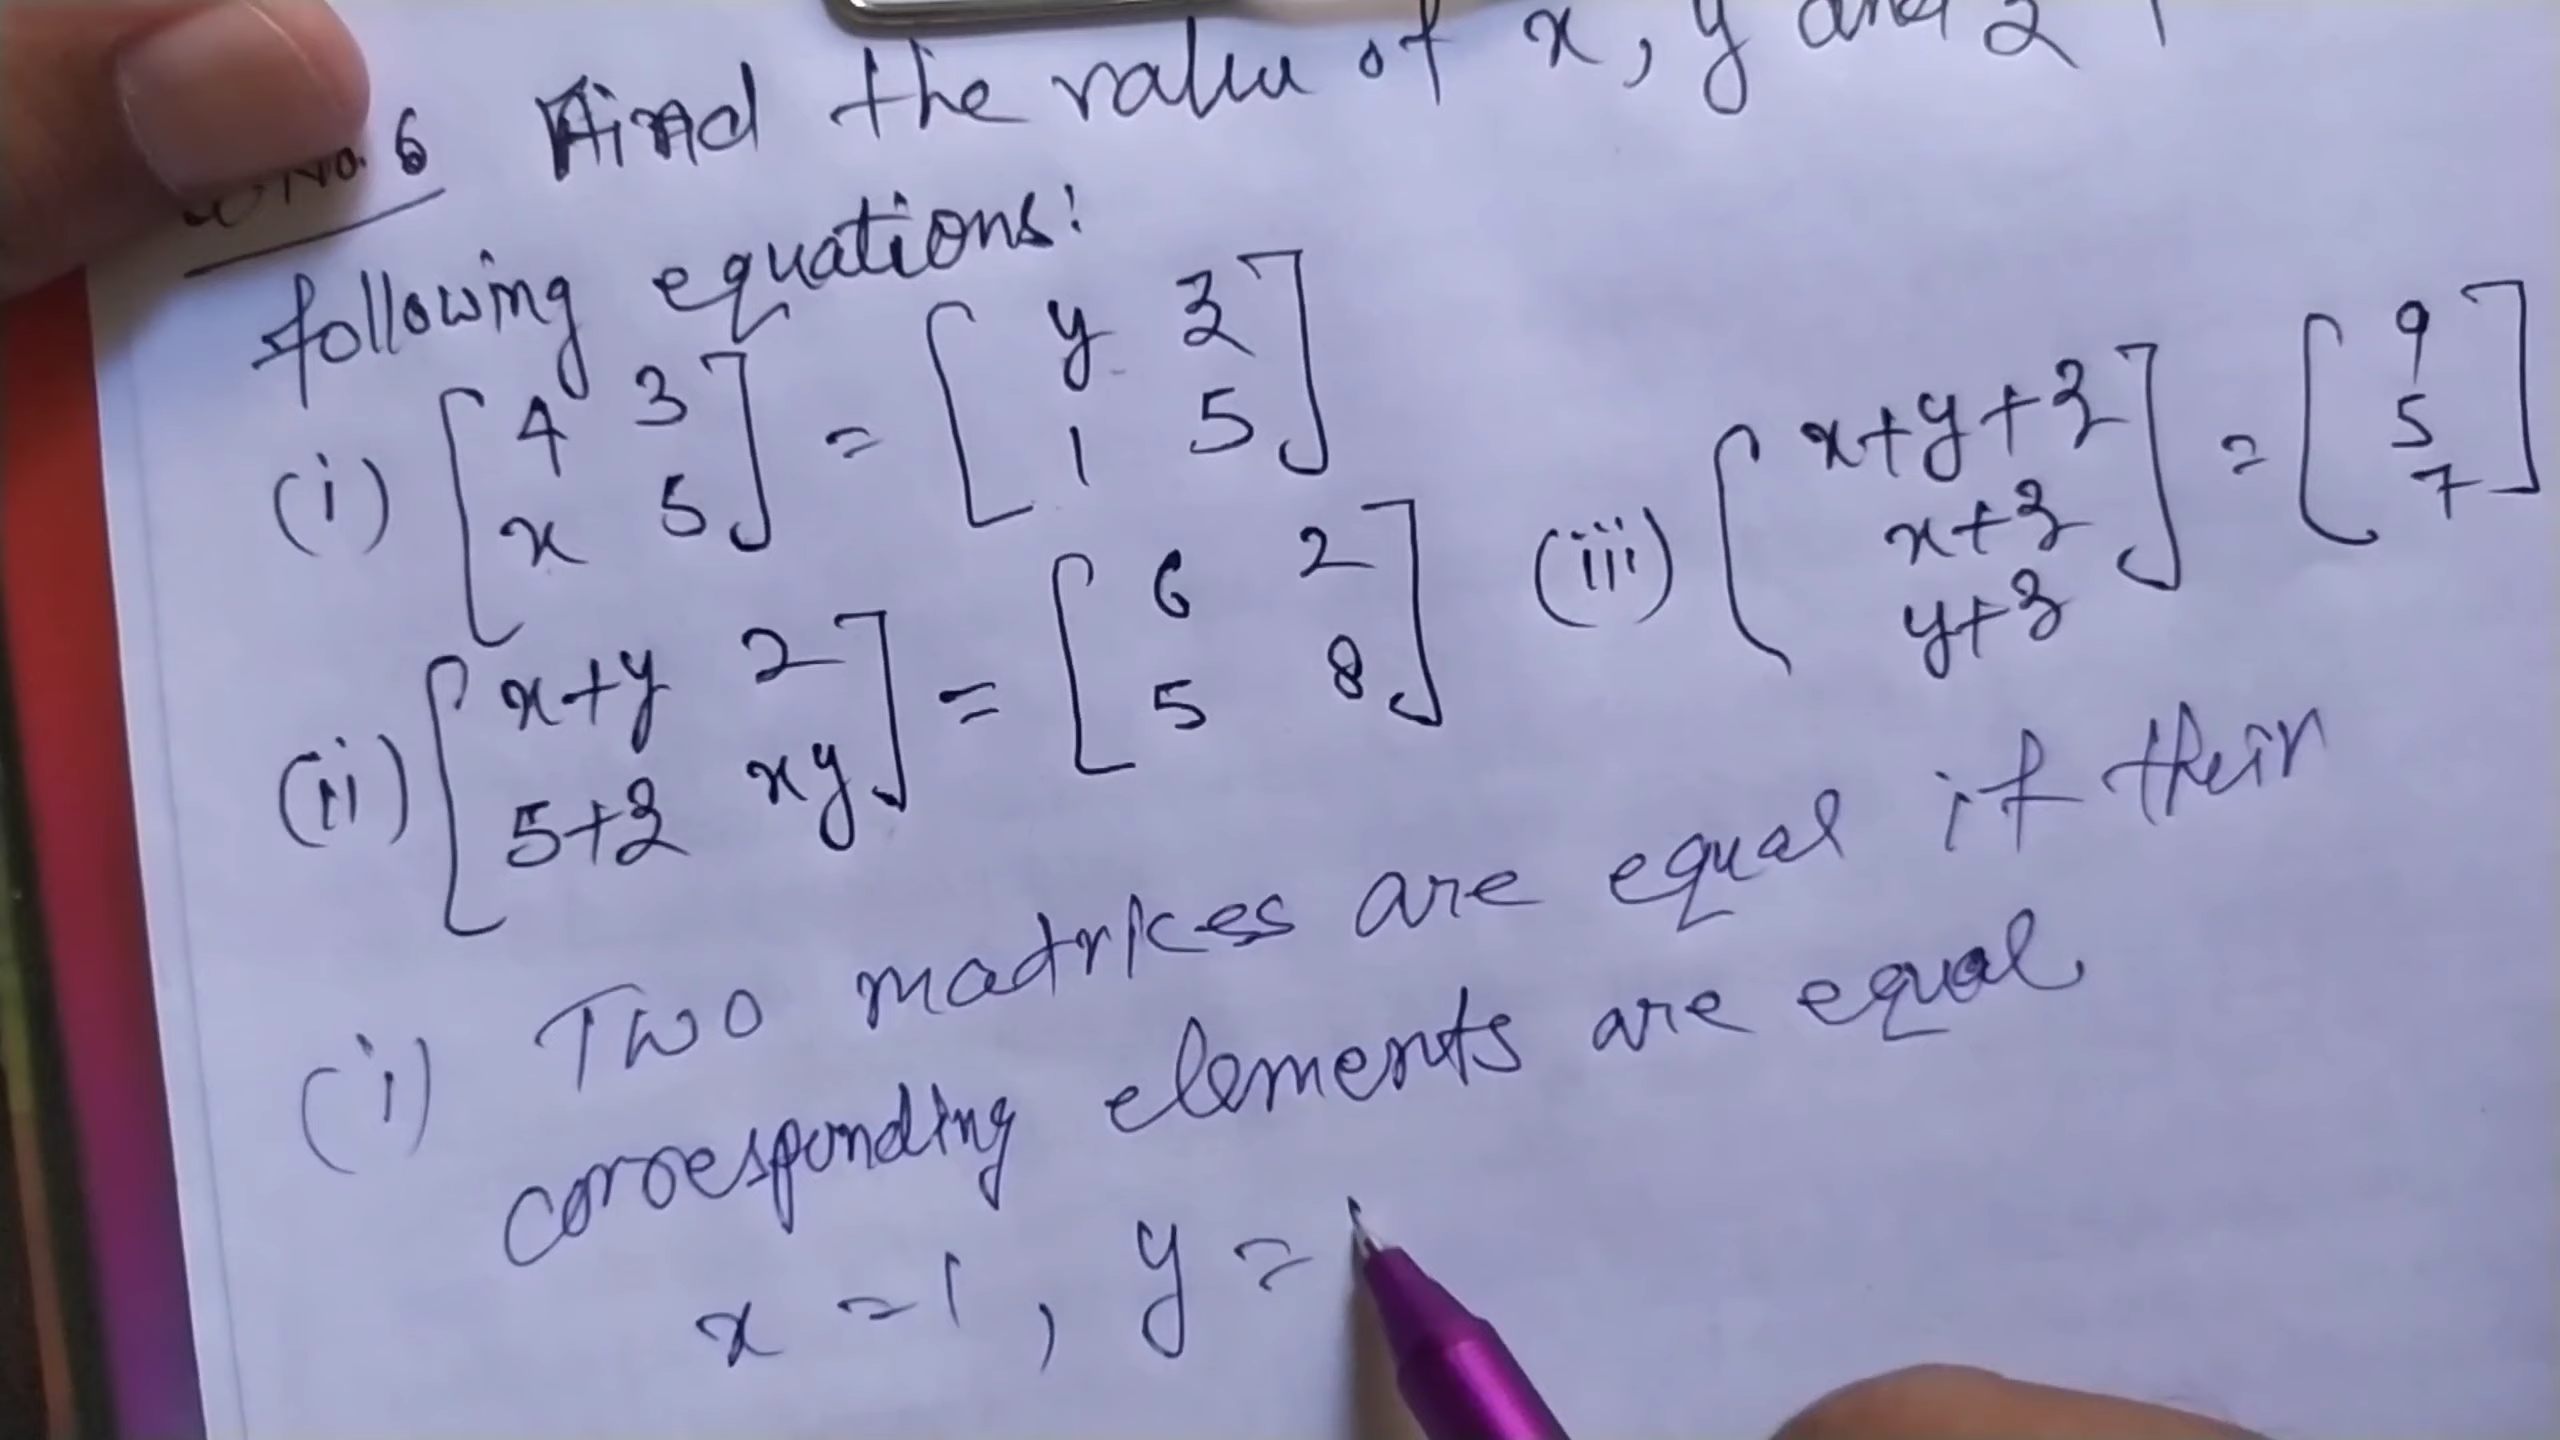 No. 6 Find the value of x, y and z
following equations:
(i) [4 3
x 5] = [y z
1 5]
(ii) [x+y 2
5+z xy] = [6 2
5 8]
(iii) [x+y+z
x+z
y+z] = [9
5
7]
(i) Two matrices are equal if their
corresponding elements are equal
x = 1, y =